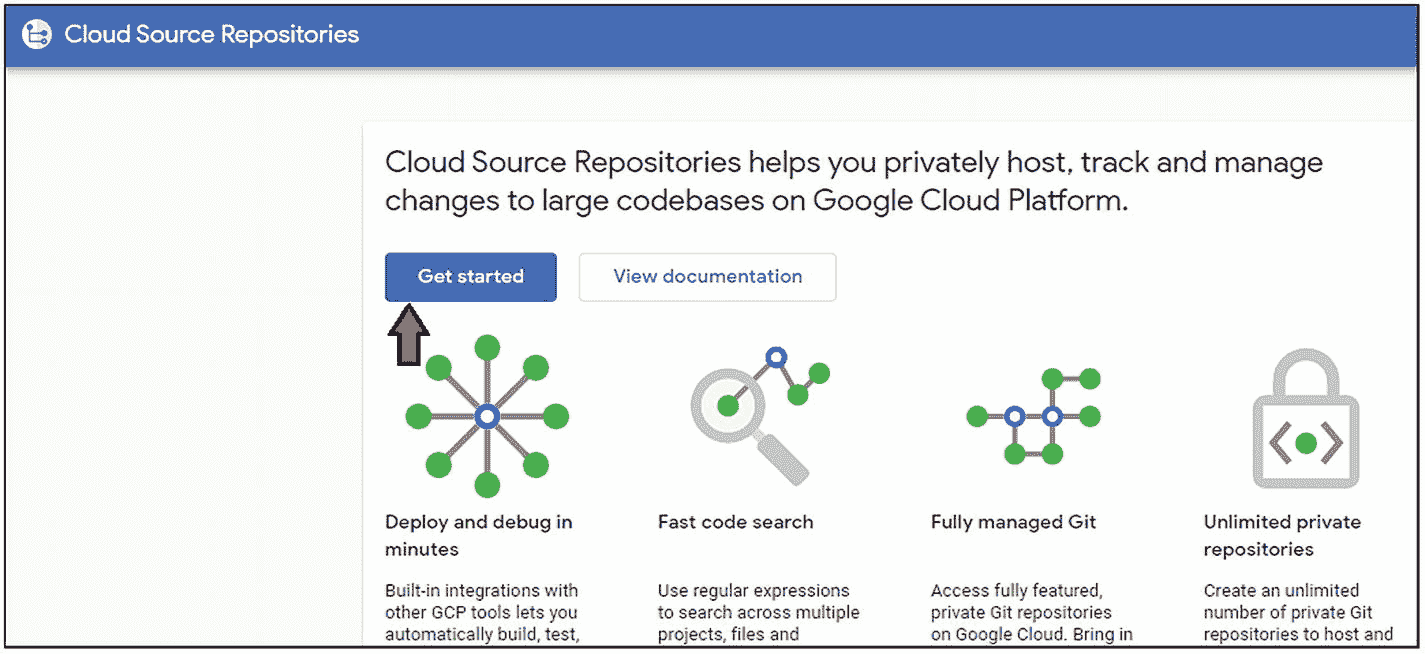 Cloud Source Repositories
Cloud Source Repositories helps you privately host, track and manage
changes to large codebases on Google Cloud Platform.
Get started
View documentation
Deploy and debug in
minutes
Built-in integrations with
other GCP tools lets you
automatically build, test,
Fast code search
Use regular expressions
to search across multiple
projects, files and
Fully managed Git
Access fully featured,
private Git repositories
on Google Cloud. Bring in
Unlimited private
repositories
Create an unlimited
number of private Git
repositories to host and